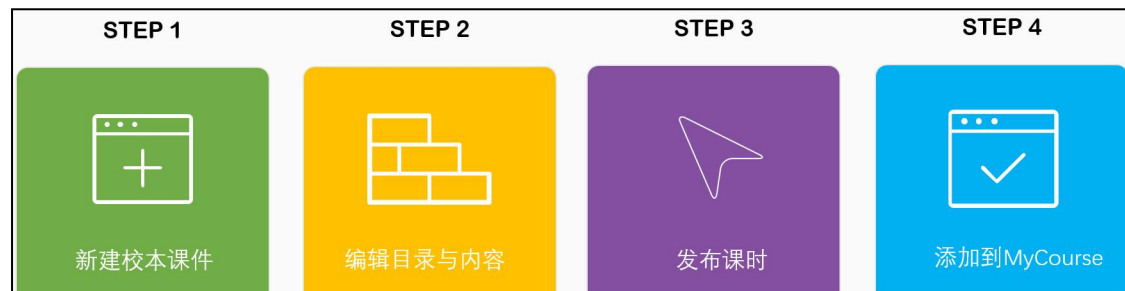 STEP 1
STEP 2
STEP 3
STEP 4
新建校本课件
编辑目录与内容
发布课时
添加到MyCourse